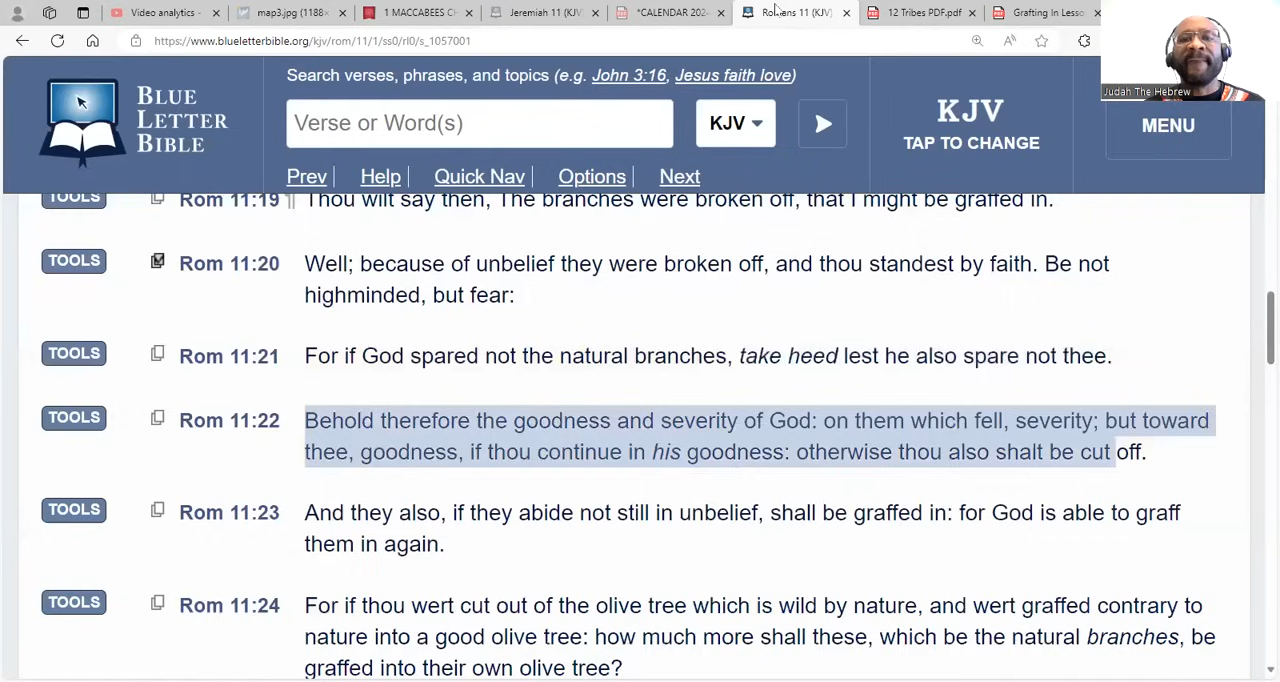 Video analytics -
map3.jpg (1188×
1 MACCABEES C
Jeremiah 11 (KJV
*CALENDAR 202
Romans 11 (KJV)
12 Tribes PDF.pdf
Grafting In Lesso
https://www.blueletterbible.org/kjv/rom/11/1/ss0/rl0/s_1057001
Judah The Hebrew
BLUE
LETTER
BIBLE
Search verses, phrases, and topics (e.g. John 3:16, Jesus faith love)
Verse or Word(s)
KJV
KJV
TAP TO CHANGE
MENU
Prev
Help
Quick Nav
Options
Next
TOOLS Rom 11:19 ¶ Thou wilt say then, The branches were broken off, that I might be graffed in.
TOOLS Rom 11:20 Well; because of unbelief they were broken off, and thou standest by faith. Be not
highminded, but fear:
TOOLS Rom 11:21 For if God spared not the natural branches, take heed lest he also spare not thee.
TOOLS Rom 11:22 Behold therefore the goodness and severity of God: on them which fell, severity; but toward
thee, goodness, if thou continue in his goodness: otherwise thou also shalt be cut off.
TOOLS Rom 11:23 And they also, if they abide not still in unbelief, shall be graffed in: for God is able to graff
them in again.
TOOLS Rom 11:24 For if thou wert cut out of the olive tree which is wild by nature, and wert graffed contrary to
nature into a good olive tree: how much more shall these, which be the natural branches, be
graffed into their own olive tree?